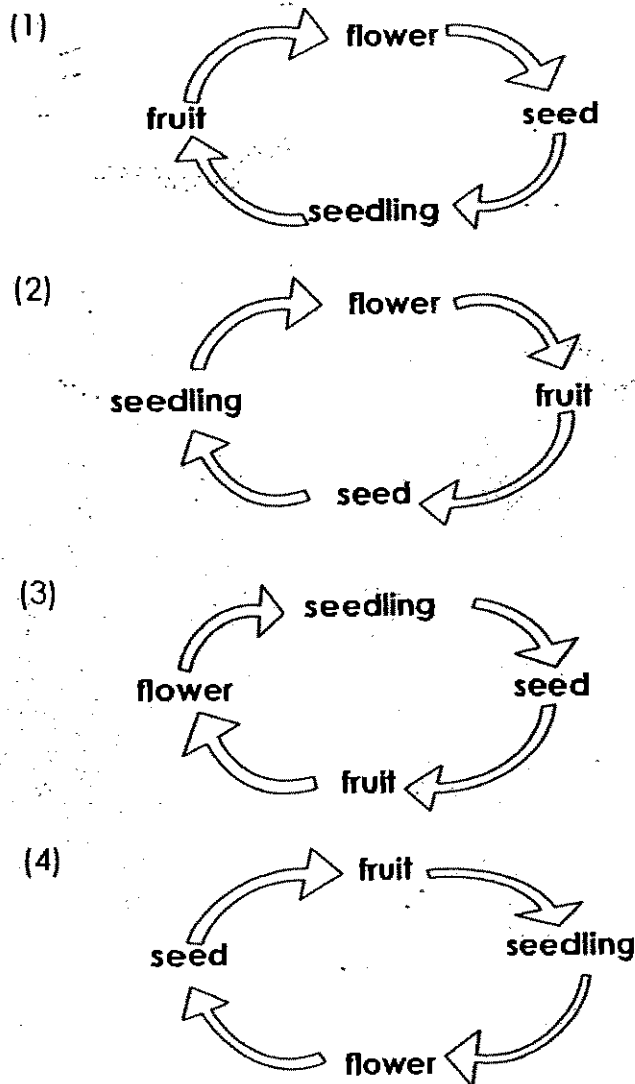 (1)
flower
fruit
seed
seedling
(2)
flower
seedling
fruit
seed
(3)
seedling
flower
seed
fruit
(4)
fruit
seed
seedling
flower